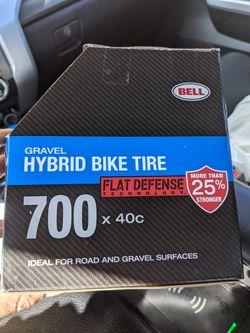 BELL
GRAVEL
HYBRID BIKE TIRE
FLAT DEFENSE
TECHNOLOGY
MORE THAN
25%
STRONGER
700 x 40c
IDEAL FOR ROAD AND GRAVEL SURFACES